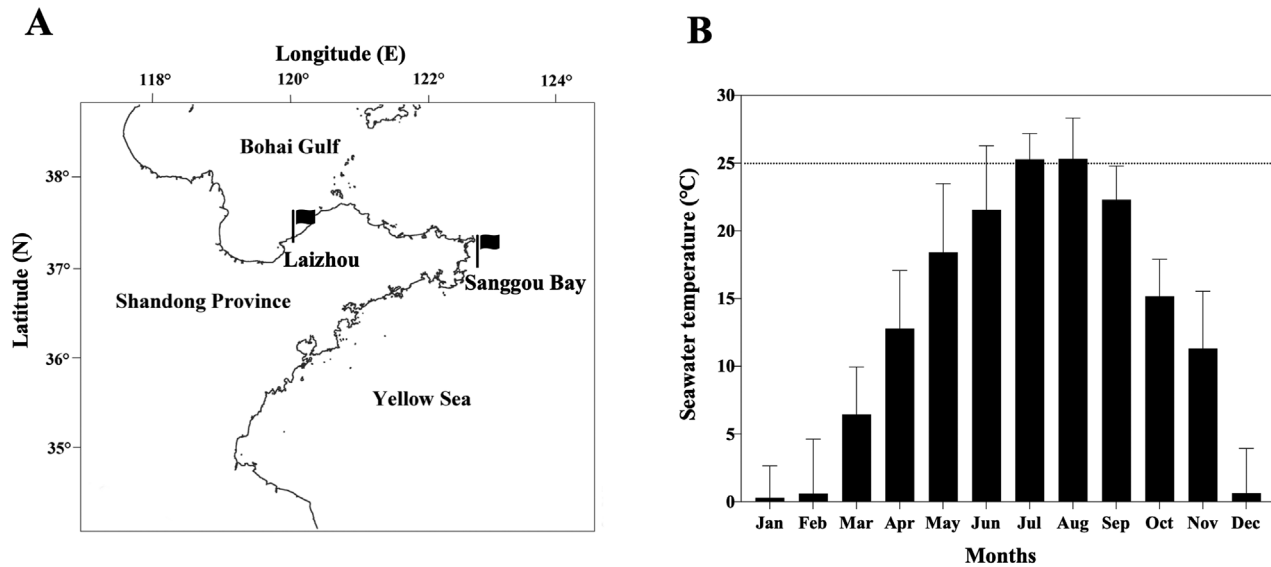 A
Longitude (E)
118° 120° 122° 124°
Bohai Gulf
38°
Laizhou
37°
Sanggou Bay
Shandong Province
Latitude (N)
36°
Yellow Sea
35°
B
30
25
20
15
10
5
0
Seawater temperature (°C)
Jan Feb Mar Apr May Jun Jul Aug Sep Oct Nov Dec
Months